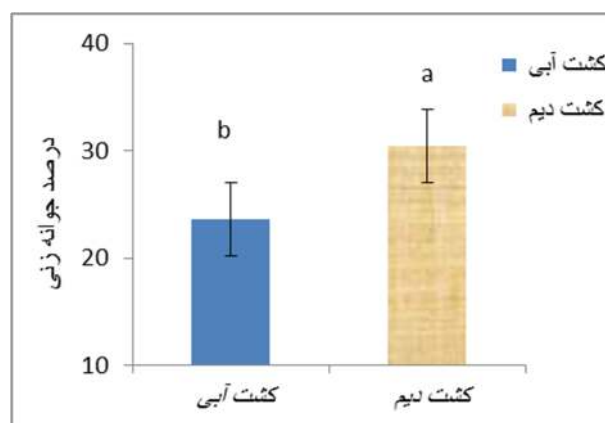 درصد جوانه زنی
40
30
20
10
b
a
کشت آبی
کشت دیم
کشت آبی
کشت دیم